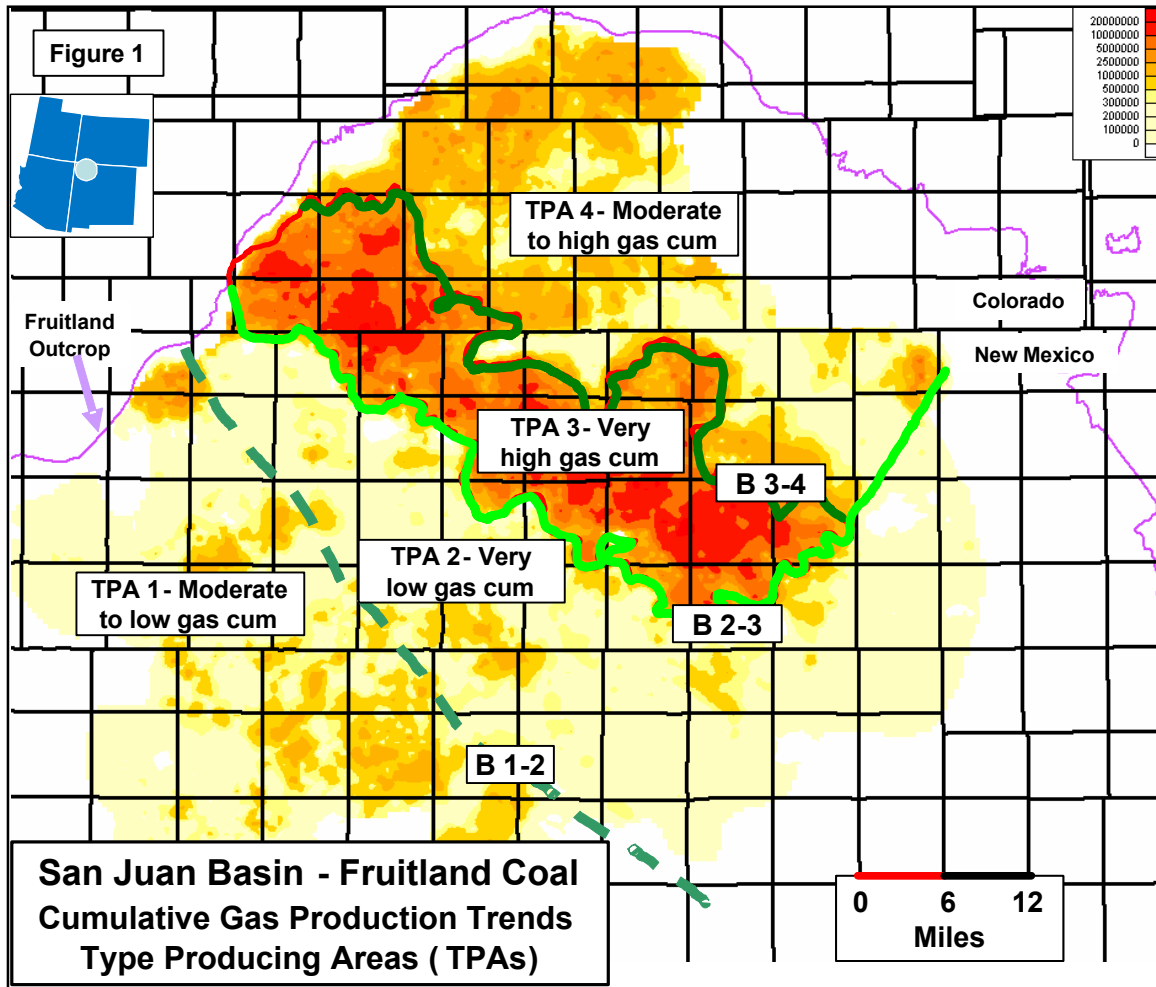 Figure 1
20000000
10000000
5000000
2500000
1000000
500000
300000
200000
100000
0
TPA 4 - Moderate
to high gas cum
Colorado
Fruitland
Outcrop
New Mexico
TPA 3 - Very
high gas cum
B 3-4
TPA 2 - Very
low gas cum
TPA 1 - Moderate
to low gas cum
B 2-3
B 1-2
San Juan Basin - Fruitland Coal
Cumulative Gas Production Trends
Type Producing Areas ( TPAs)
0 6 12
Miles